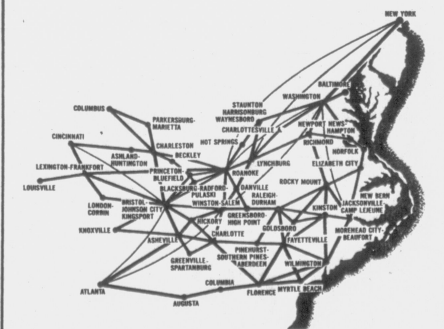 NEW YORK
BALTIMORE
WASHINGTON
STAUNTON
HARRISONBURG
WAYNESBORO
CHARLOTTESVILLE
COLUMBUS
PARKERSBURG-
MARIETTA
NEWPORT NEWS-
HAMPTON
CINCINNATI
HOT SPRINGS
RICHMOND
NORFOLK
CHARLESTON
ASHLAND-
HUNTINGTON
BECKLEY
LYNCHBURG
ELIZABETH CITY
LEXINGTON-FRANKFORT
PRINCETON-
BLUEFIELD
ROANOKE
LOUISVILLE
BLACKSBURG-RADFORD-
PULASKI
DANVILLE
ROCKY MOUNT
RALEIGH-
DURHAM
NEW BERN
LONDON-
CORBIN
BRISTOL-
JOHNSON CITY
KINGSPORT
WINSTON-SALEM
KINSTON
JACKSONVILLE-
CAMP LEJEUNE
GREENSBORO-
HIGH POINT
HICKORY
GOLDSBORO
MOREHEAD CITY-
BEAUFORT
KNOXVILLE
CHARLOTTE
ASHEVILLE
FAYETTEVILLE
PINEHURST-
SOUTHERN PINES-
ABERDEEN
GREENVILLE-
SPARTANBURG
WILMINGTON
COLUMBIA
ATLANTA
FLORENCE
MYRTLE BEACH
AUGUSTA